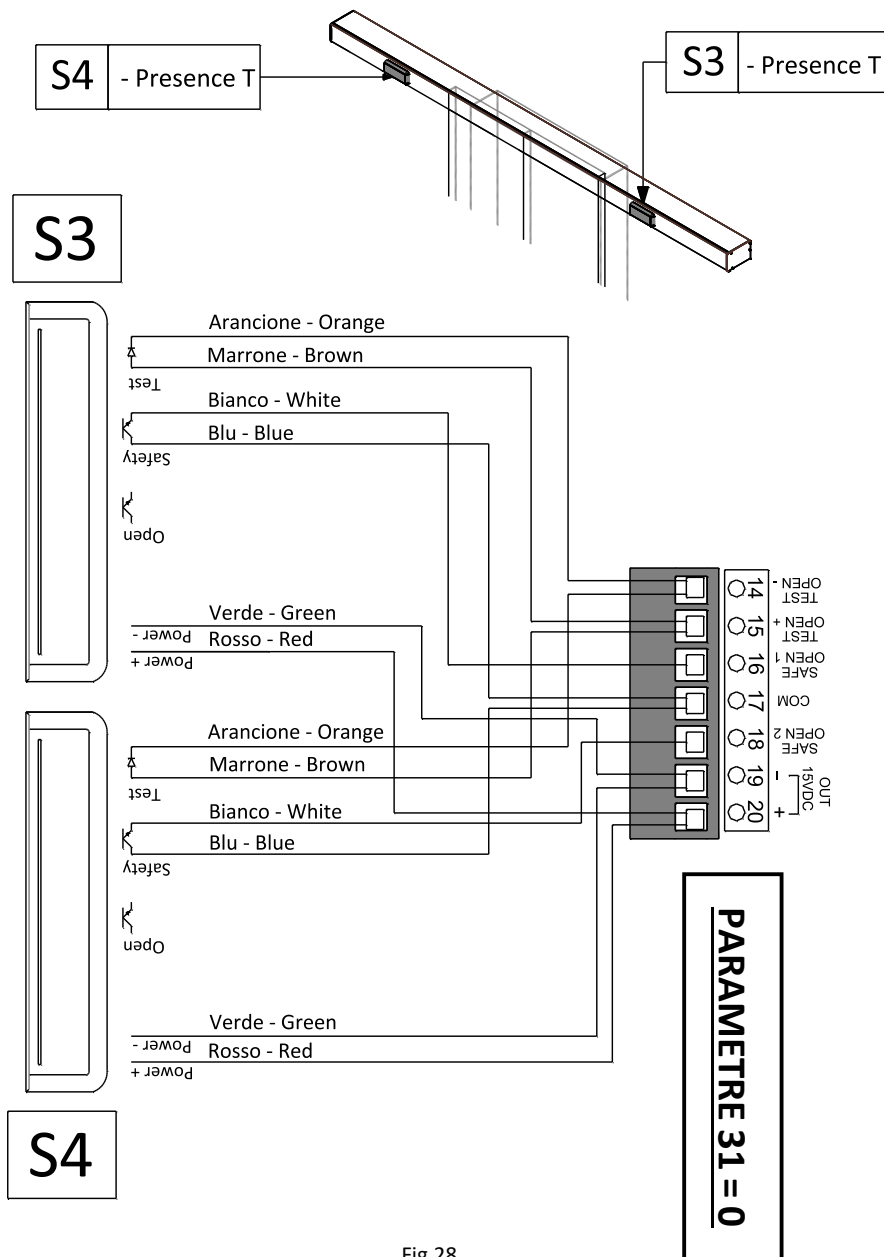 S4 - Presence T
S3 - Presence T
S3
Arancione - Orange
Marrone - Brown
Test
Bianco - White
Blu - Blue
Safety
Open
Verde - Green
Power -
Rosso - Red
Power +
Arancione - Orange
Marrone - Brown
Test
Bianco - White
Blu - Blue
Safety
Open
Verde - Green
Power -
Rosso - Red
Power +
S4
14 TEST
OPEN -
15 TEST
OPEN +
16 SAFE
OPEN 1
17 COM
18 SAFE
OPEN 2
19 -
20 +
OUT
15VDC
PARAMETRE 31 = 0
Fig 28